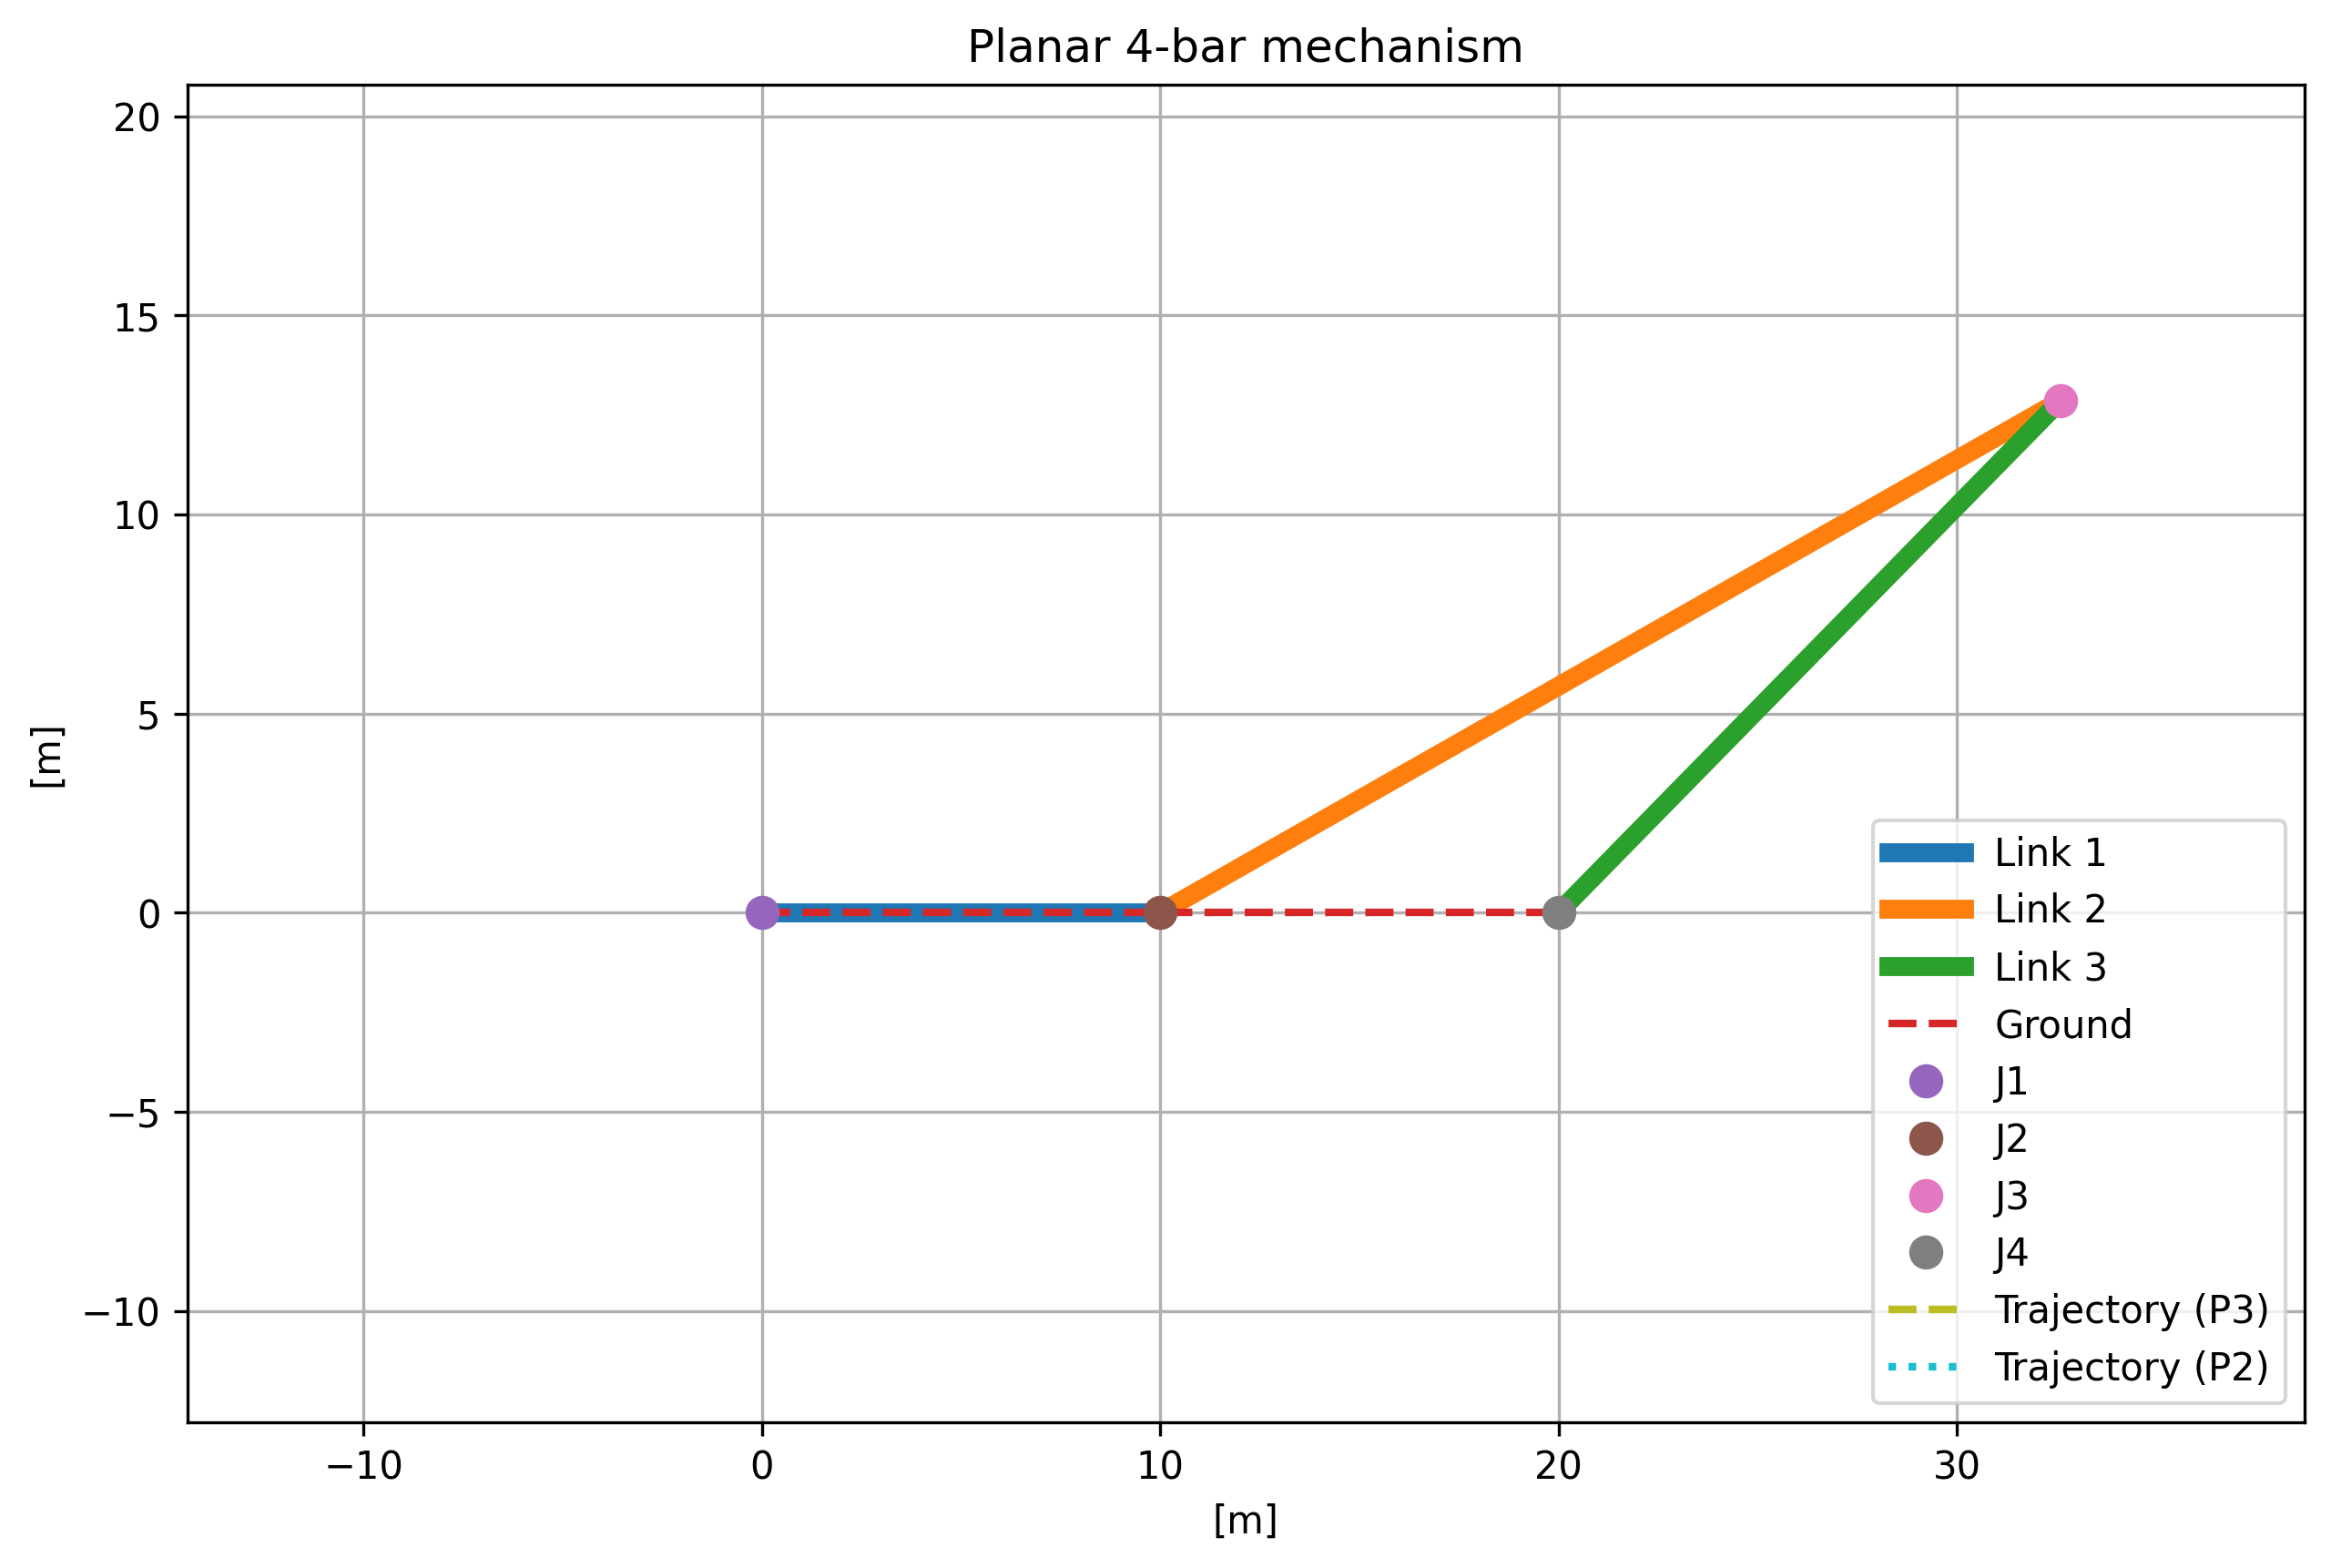 Planar 4-bar mechanism
20
15
10
5
0
−5
−10
[m]
−10
0
10
20
30
[m]
Link 1
Link 2
Link 3
Ground
J1
J2
J3
J4
Trajectory (P3)
Trajectory (P2)